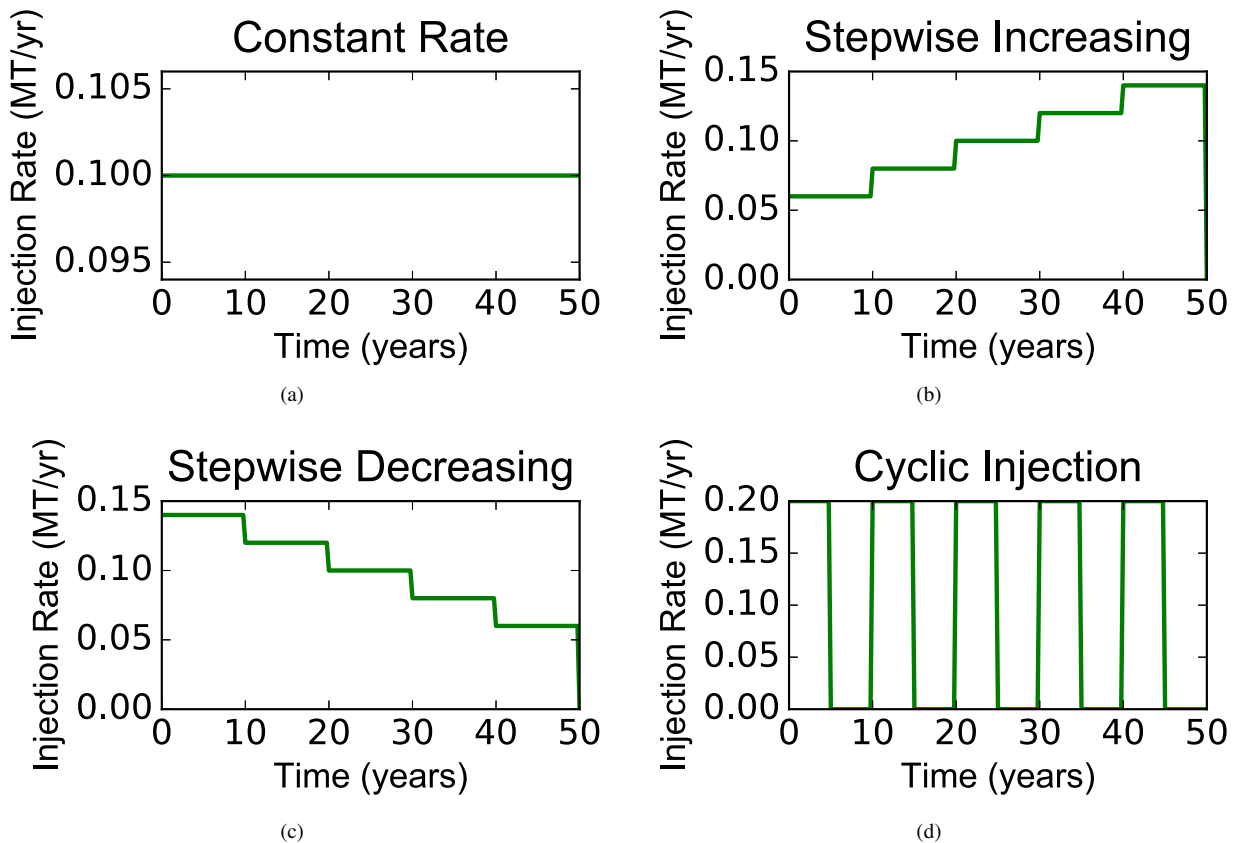 Constant Rate
Injection Rate (MT/yr)
0.105
0.100
0.095
0 10 20 30 40 50
Time (years)
(a)
Stepwise Increasing
Injection Rate (MT/yr)
0.15
0.10
0.05
0.00
0 10 20 30 40 50
Time (years)
(b)
Stepwise Decreasing
Injection Rate (MT/yr)
0.15
0.10
0.05
0.00
0 10 20 30 40 50
Time (years)
(c)
Cyclic Injection
Injection Rate (MT/yr)
0.20
0.15
0.10
0.05
0.00
0 10 20 30 40 50
Time (years)
(d)